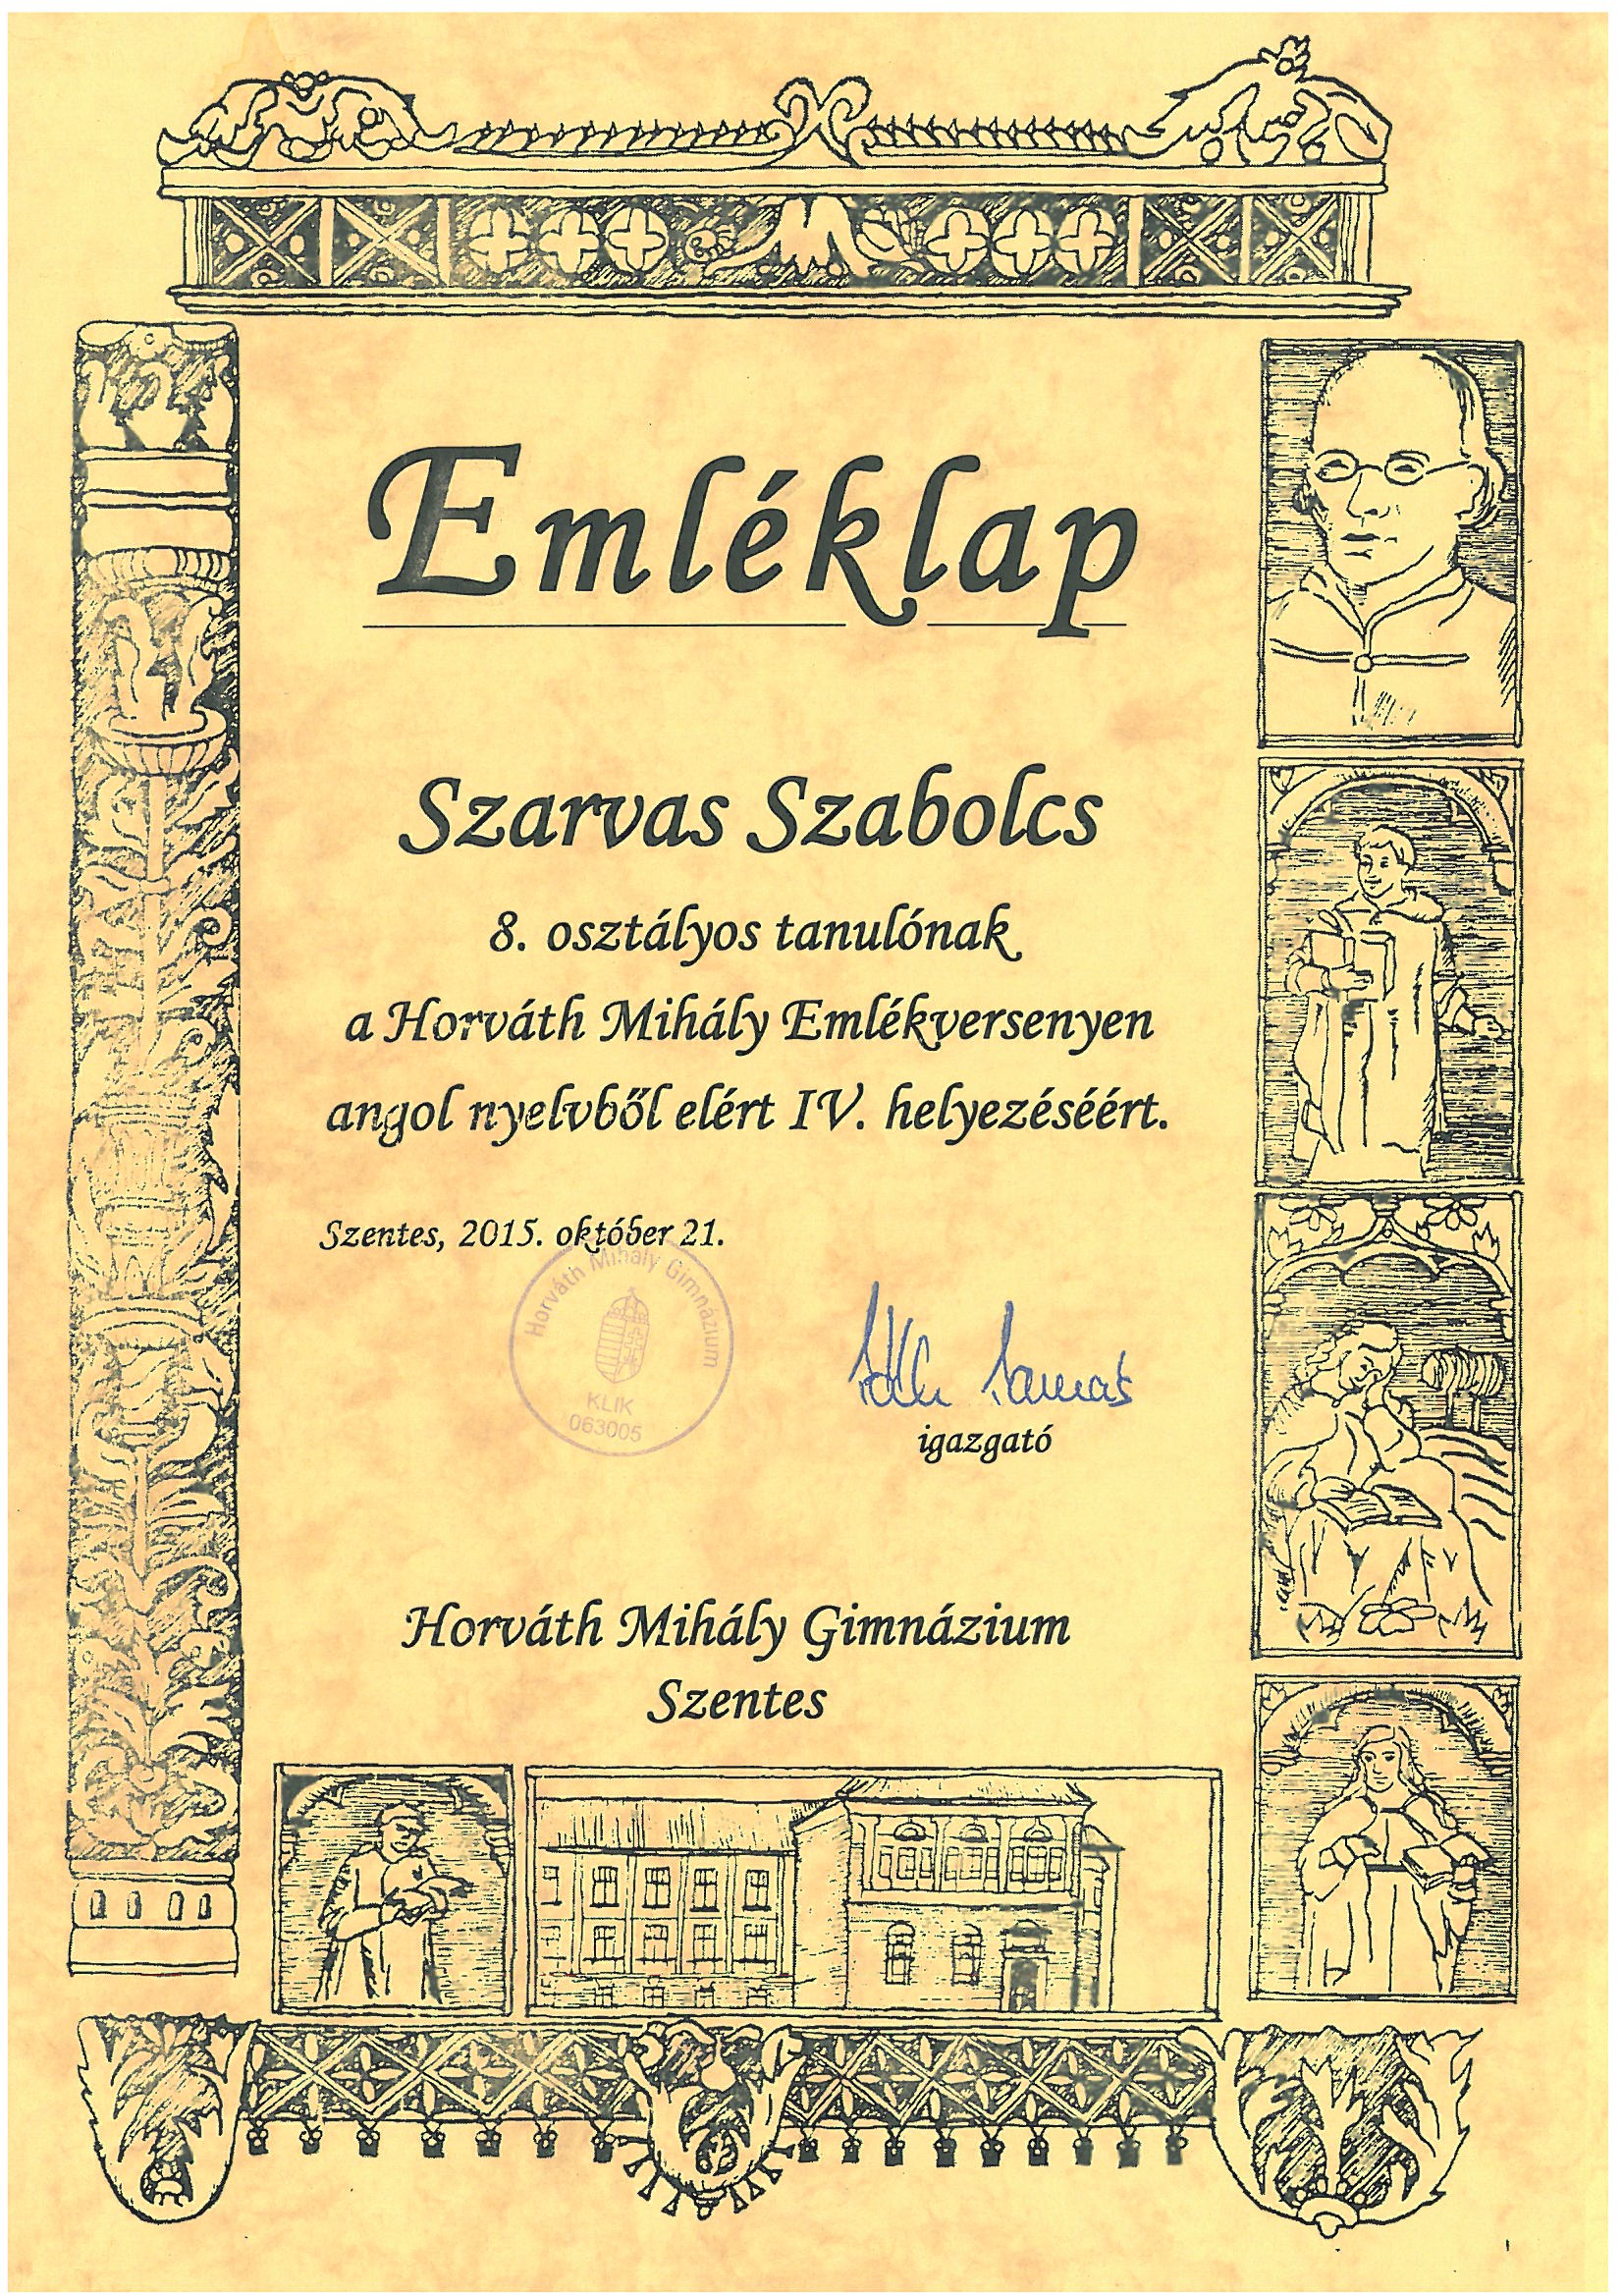 Emléklap
Szarvas Szabolcs
8. osztályos tanulónak
a Horváth Mihály Emlékversenyen
angol nyelvből elért IV. helyezéséért.
Szentes, 2015. október 21.
Horváth Mihály Gimnázium
KLIK
063005
Tamás
igazgató
Horváth Mihály Gimnázium
Szentes